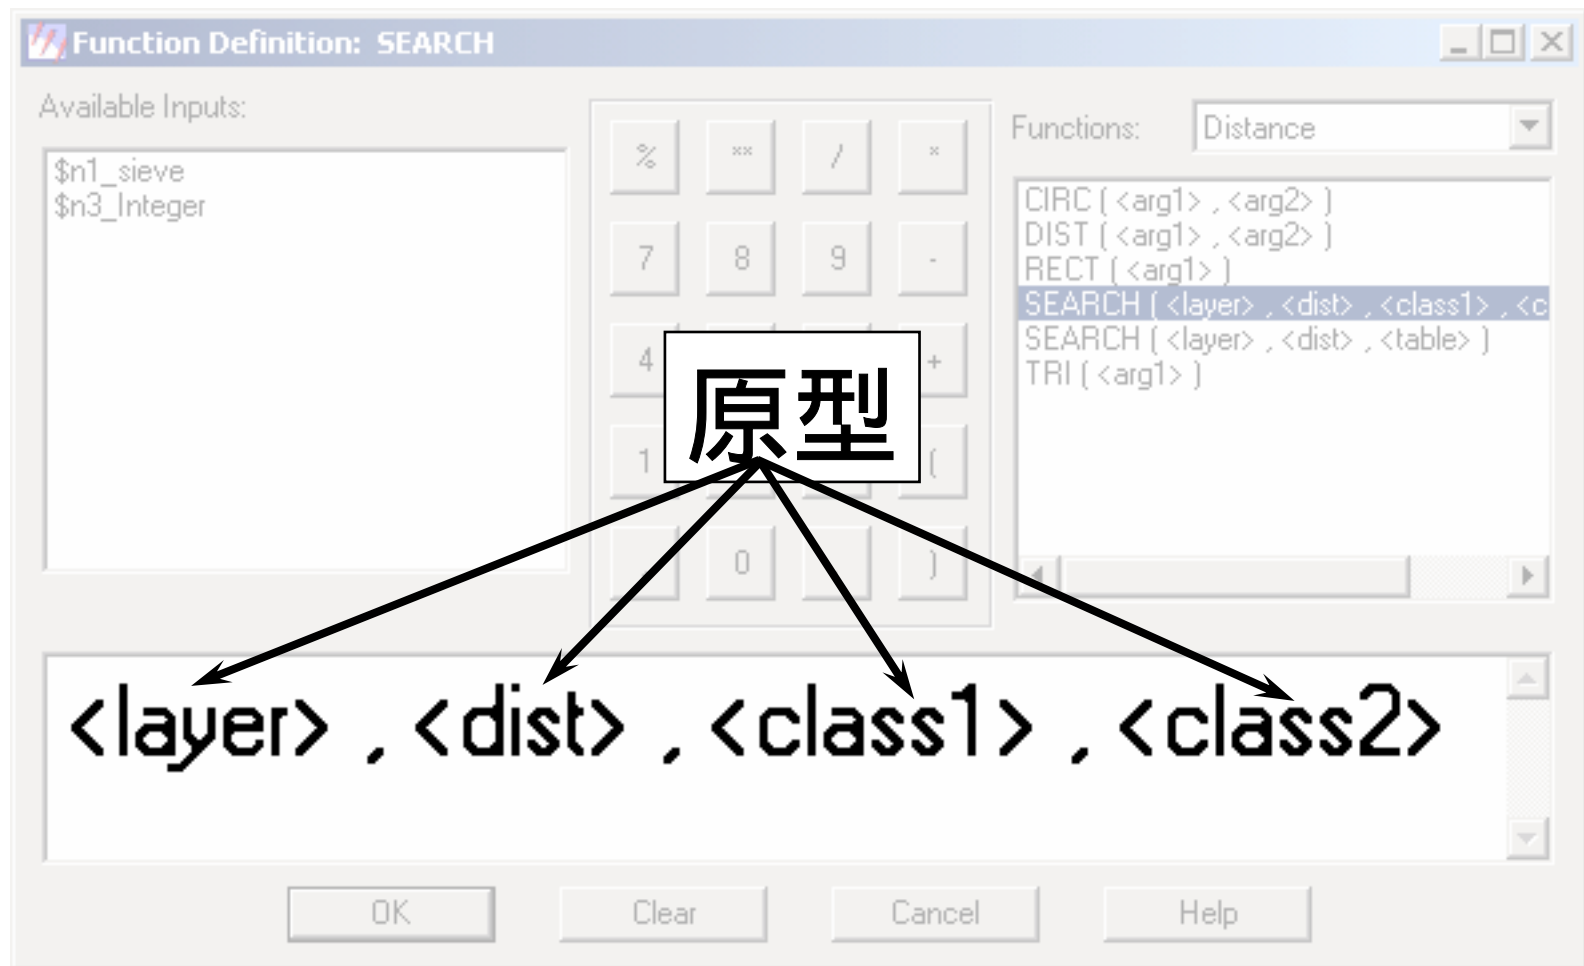 Function Definition: SEARCH
Available Inputs:
$n1_sieve
$n3_Integer
% ** / *
7 8 9 -
4 +
1 (
0 )
Functions: Distance
CIRC ( <arg1> , <arg2> )
DIST ( <arg1> , <arg2> )
RECT ( <arg1> )
SEARCH ( <layer> , <dist> , <class1> , <c
SEARCH ( <layer> , <dist> , <table> )
TRI ( <arg1> )
原型
<layer> , <dist> , <class1> , <class2>
OK Clear Cancel Help